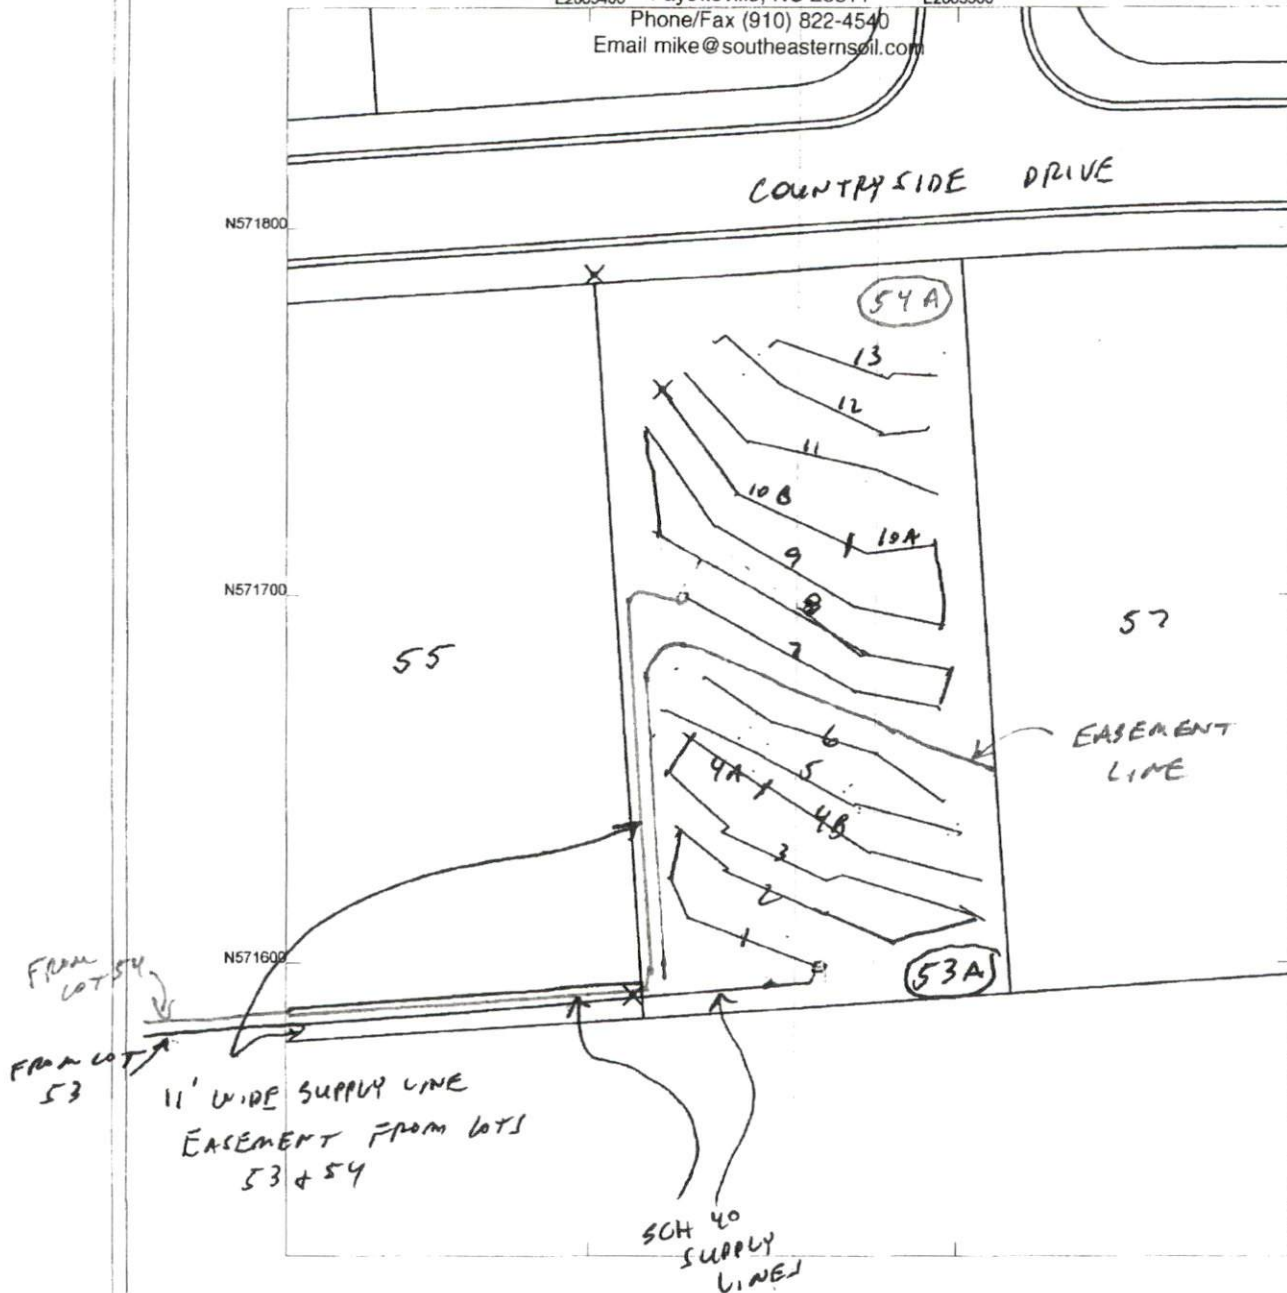 Phone/Fax (910) 822-4540
Email mike@southeasternsoil.com
COUNTRYSIDE DRIVE
N571800
54A
13
12
11
10B
10A
9
8
7
N571700
55
57
EASEMENT
LINE
6
5
4A
4B
3
2
1
N571600
53A
FROM
LOT 54
FROM LOT
53
11' WIDE SUPPLY LINE
EASEMENT FROM LOTS
53 & 54
SCH 40
SUPPLY
LINES